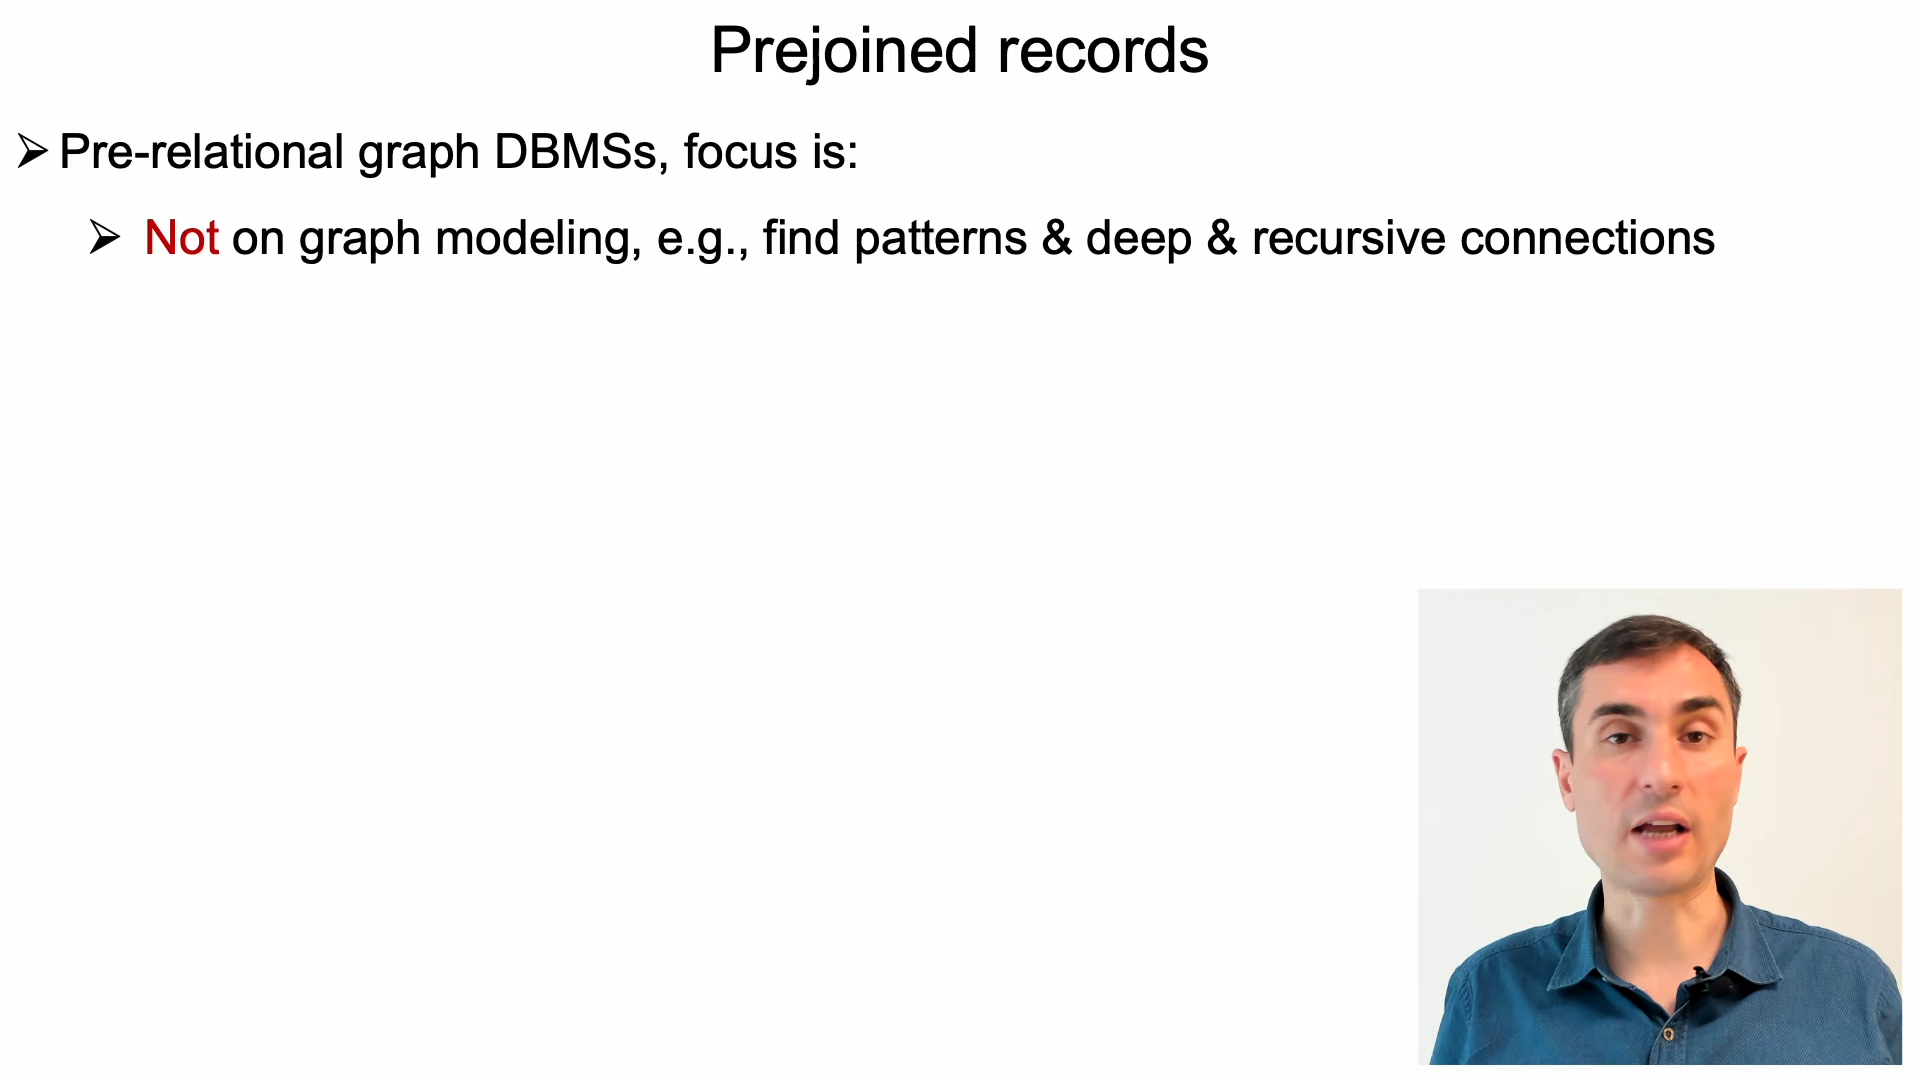 Prejoined records
➢ Pre-relational graph DBMSs, focus is:
➢ Not on graph modeling, e.g., find patterns & deep & recursive connections